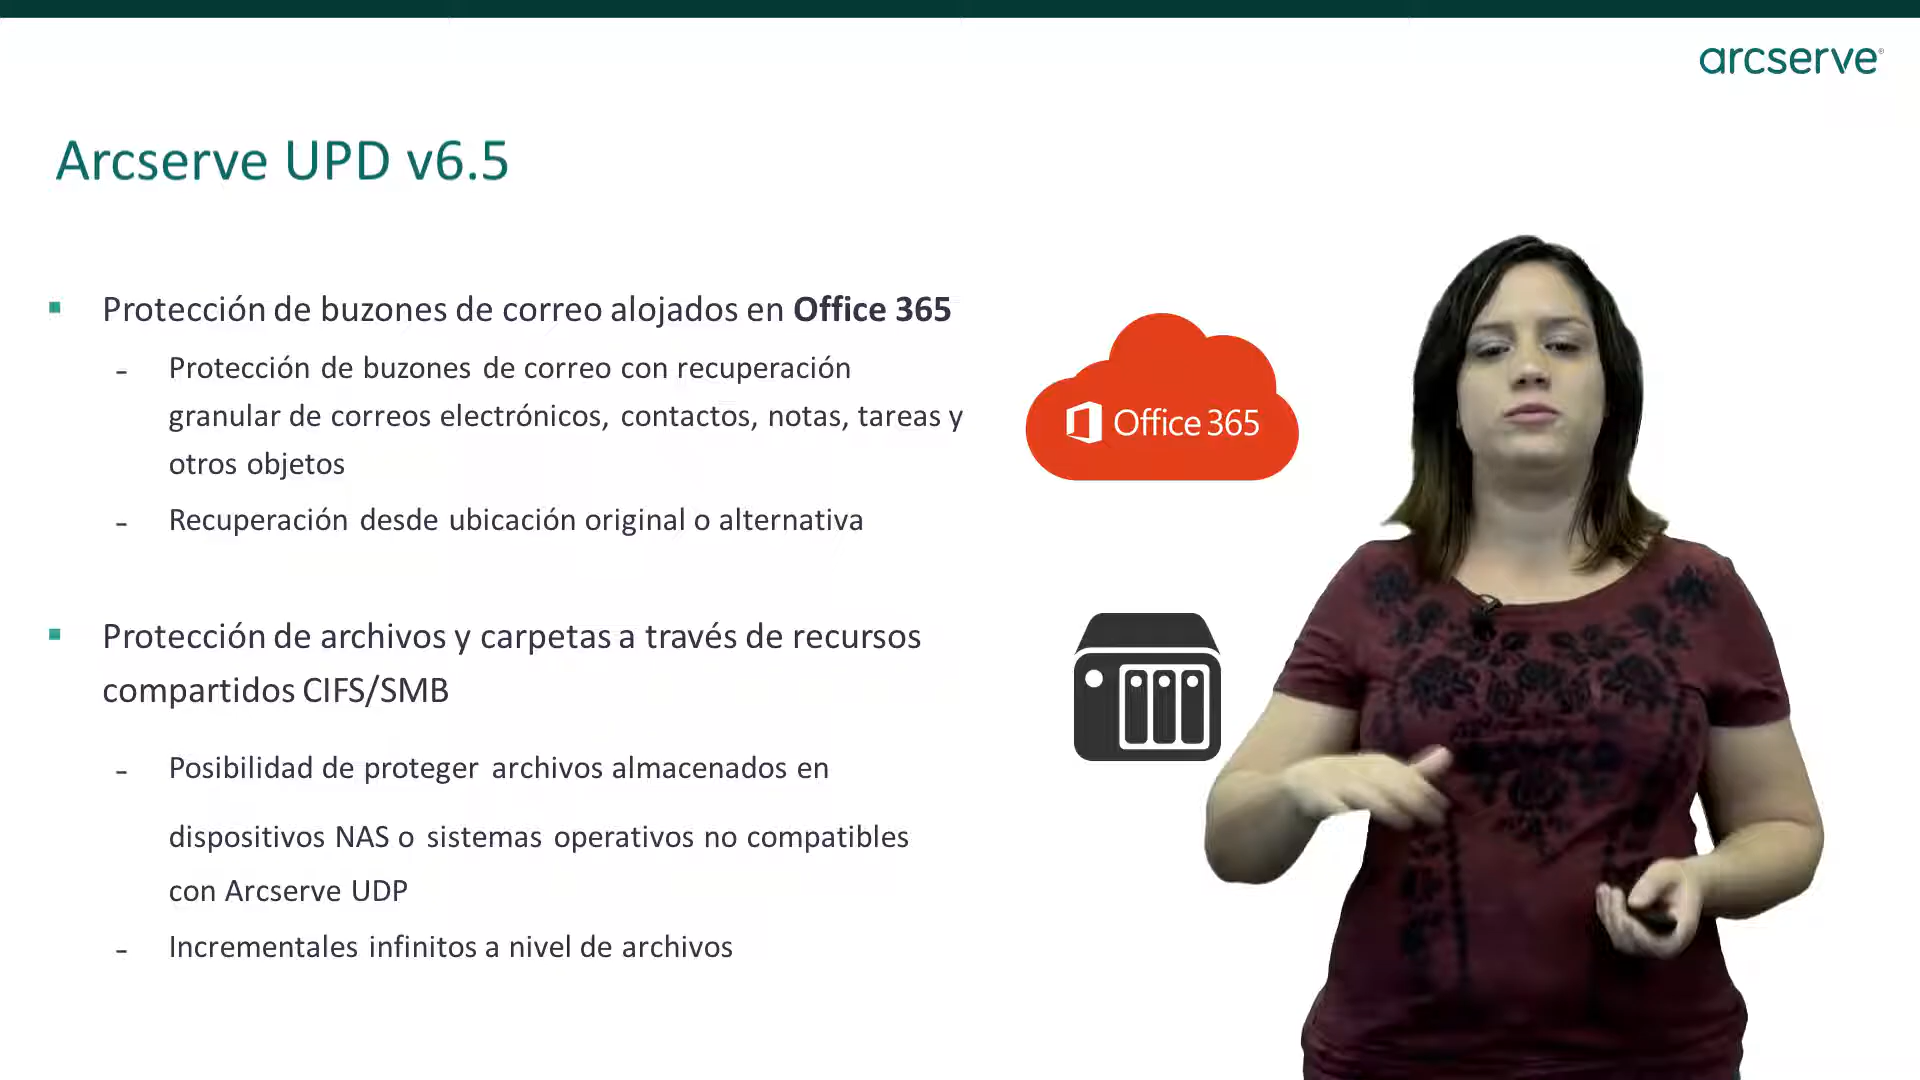 arcserve®
Arcserve UPD v6.5
Protección de buzones de correo alojados en Office 365
- Protección de buzones de correo con recuperación
granular de correos electrónicos, contactos, notas, tareas y
otros objetos
- Recuperación desde ubicación original o alternativa
Office 365
Protección de archivos y carpetas a través de recursos
compartidos CIFS/SMB
- Posibilidad de proteger archivos almacenados en
dispositivos NAS o sistemas operativos no compatibles
con Arcserve UDP
- Incrementales infinitos a nivel de archivos